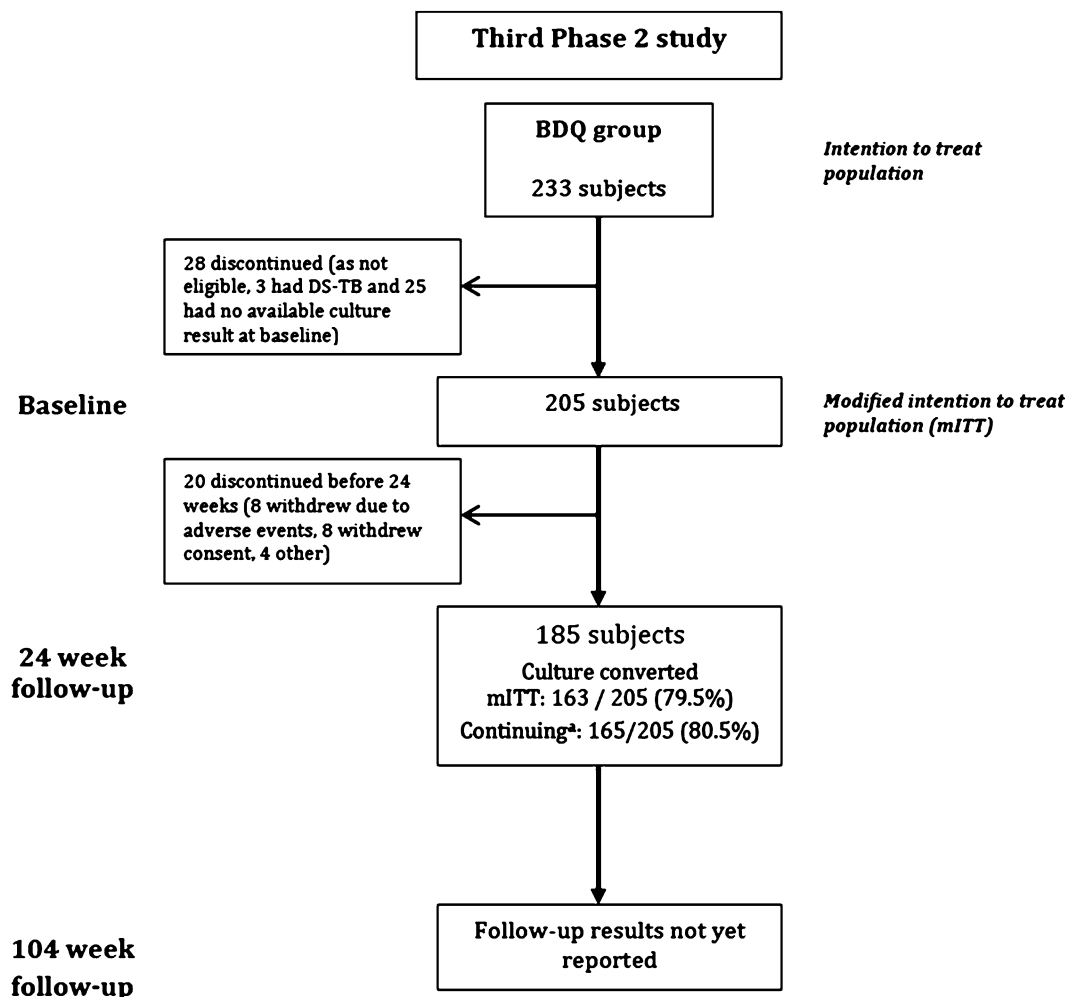 Third Phase 2 study
BDQ group
233 subjects
Intention to treat
population
28 discontinued (as not
eligible, 3 had DS-TB and 25
had no available culture
result at baseline)
Baseline
205 subjects
Modified intention to treat
population (mITT)
20 discontinued before 24
weeks (8 withdrew due to
adverse events, 8 withdrew
consent, 4 other)
24 week
follow-up
185 subjects
Culture converted
mITT: 163 / 205 (79.5%)
Continuingᵃ: 165/205 (80.5%)
104 week
follow-up
Follow-up results not yet
reported